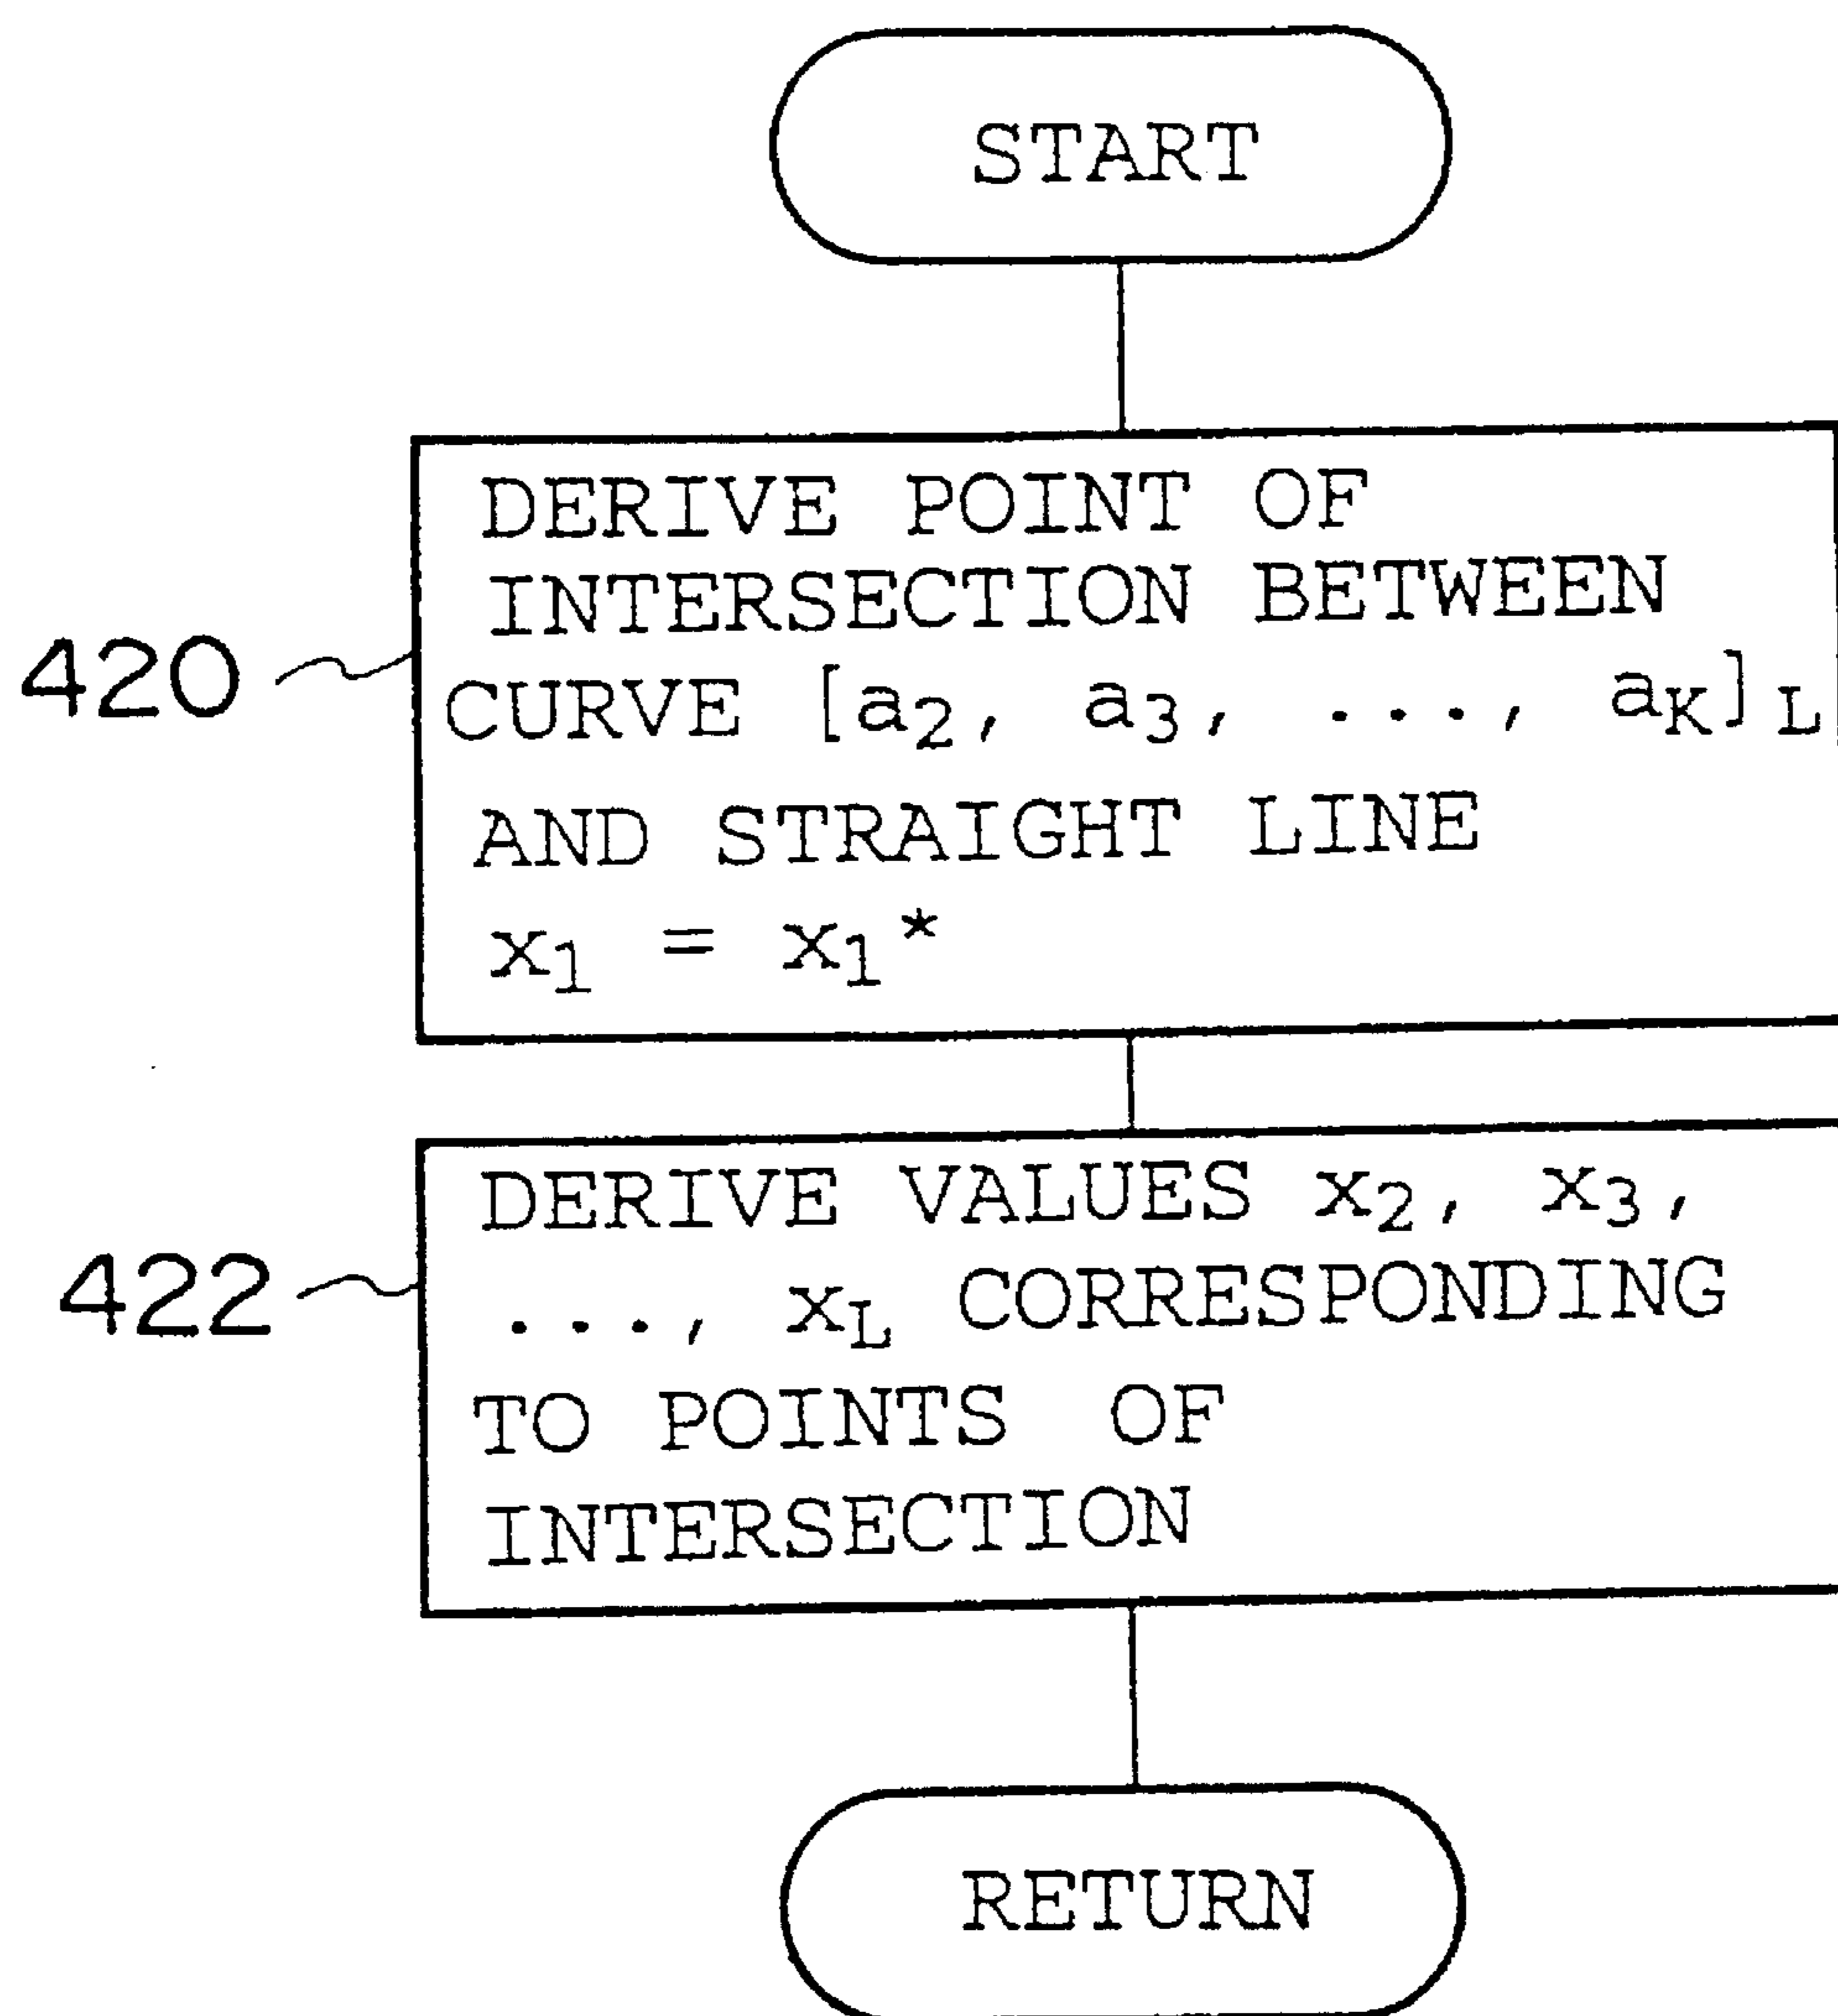 START
DERIVE POINT OF
INTERSECTION BETWEEN
420
CURVE [a₂, a₃, ..., aK]L
AND STRAIGHT LINE
x₁ = x₁*
DERIVE VALUES x₂, x₃,
422
..., xL CORRESPONDING
TO POINTS OF
INTERSECTION
RETURN